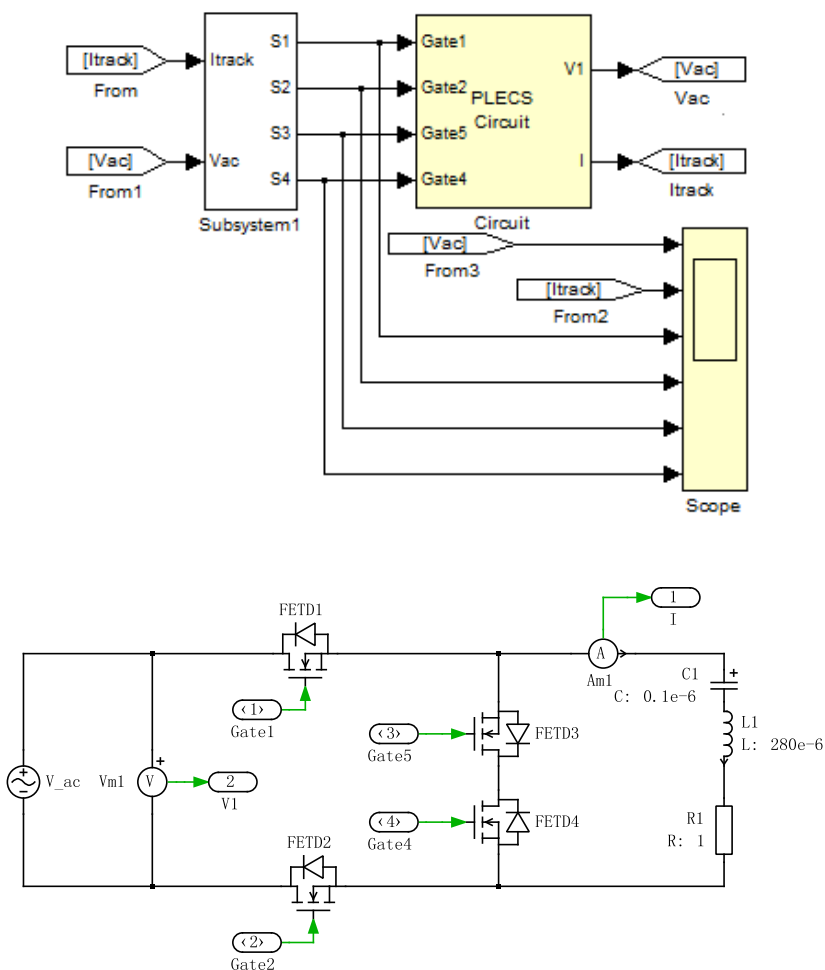 S1
Gate1
[Itrack]
Itrack
V1
[Vac]
From
S2
Gate2
PLECS
Vac
Circuit
S3
Gate5
[Vac]
Vac
I
[Itrack]
From1
S4
Gate4
Itrack
Subsystem1
Circuit
[Vac]
From3
[Itrack]
From2
Scope
1
I
FETD1
A
Am1
C1
+
C: 0.1e-6
‹1›
Gate1
‹3›
Gate5
FETD3
L1
L: 280e-6
+
V_ac
Vm1
V
2
V1
‹4›
Gate4
FETD4
R1
R: 1
FETD2
‹2›
Gate2